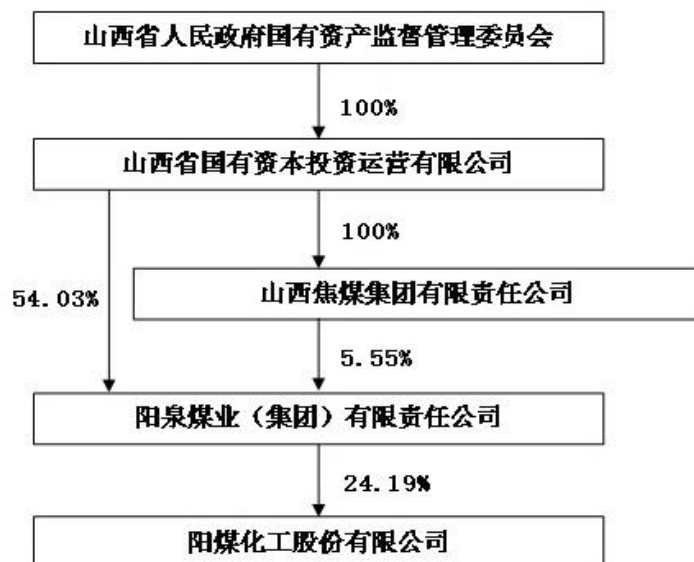 山西省人民政府国有资产监督管理委员会
100%
山西省国有资本投资运营有限公司
100%
54.03%
山西焦煤集团有限责任公司
5.55%
阳泉煤业（集团）有限责任公司
24.19%
阳煤化工股份有限公司